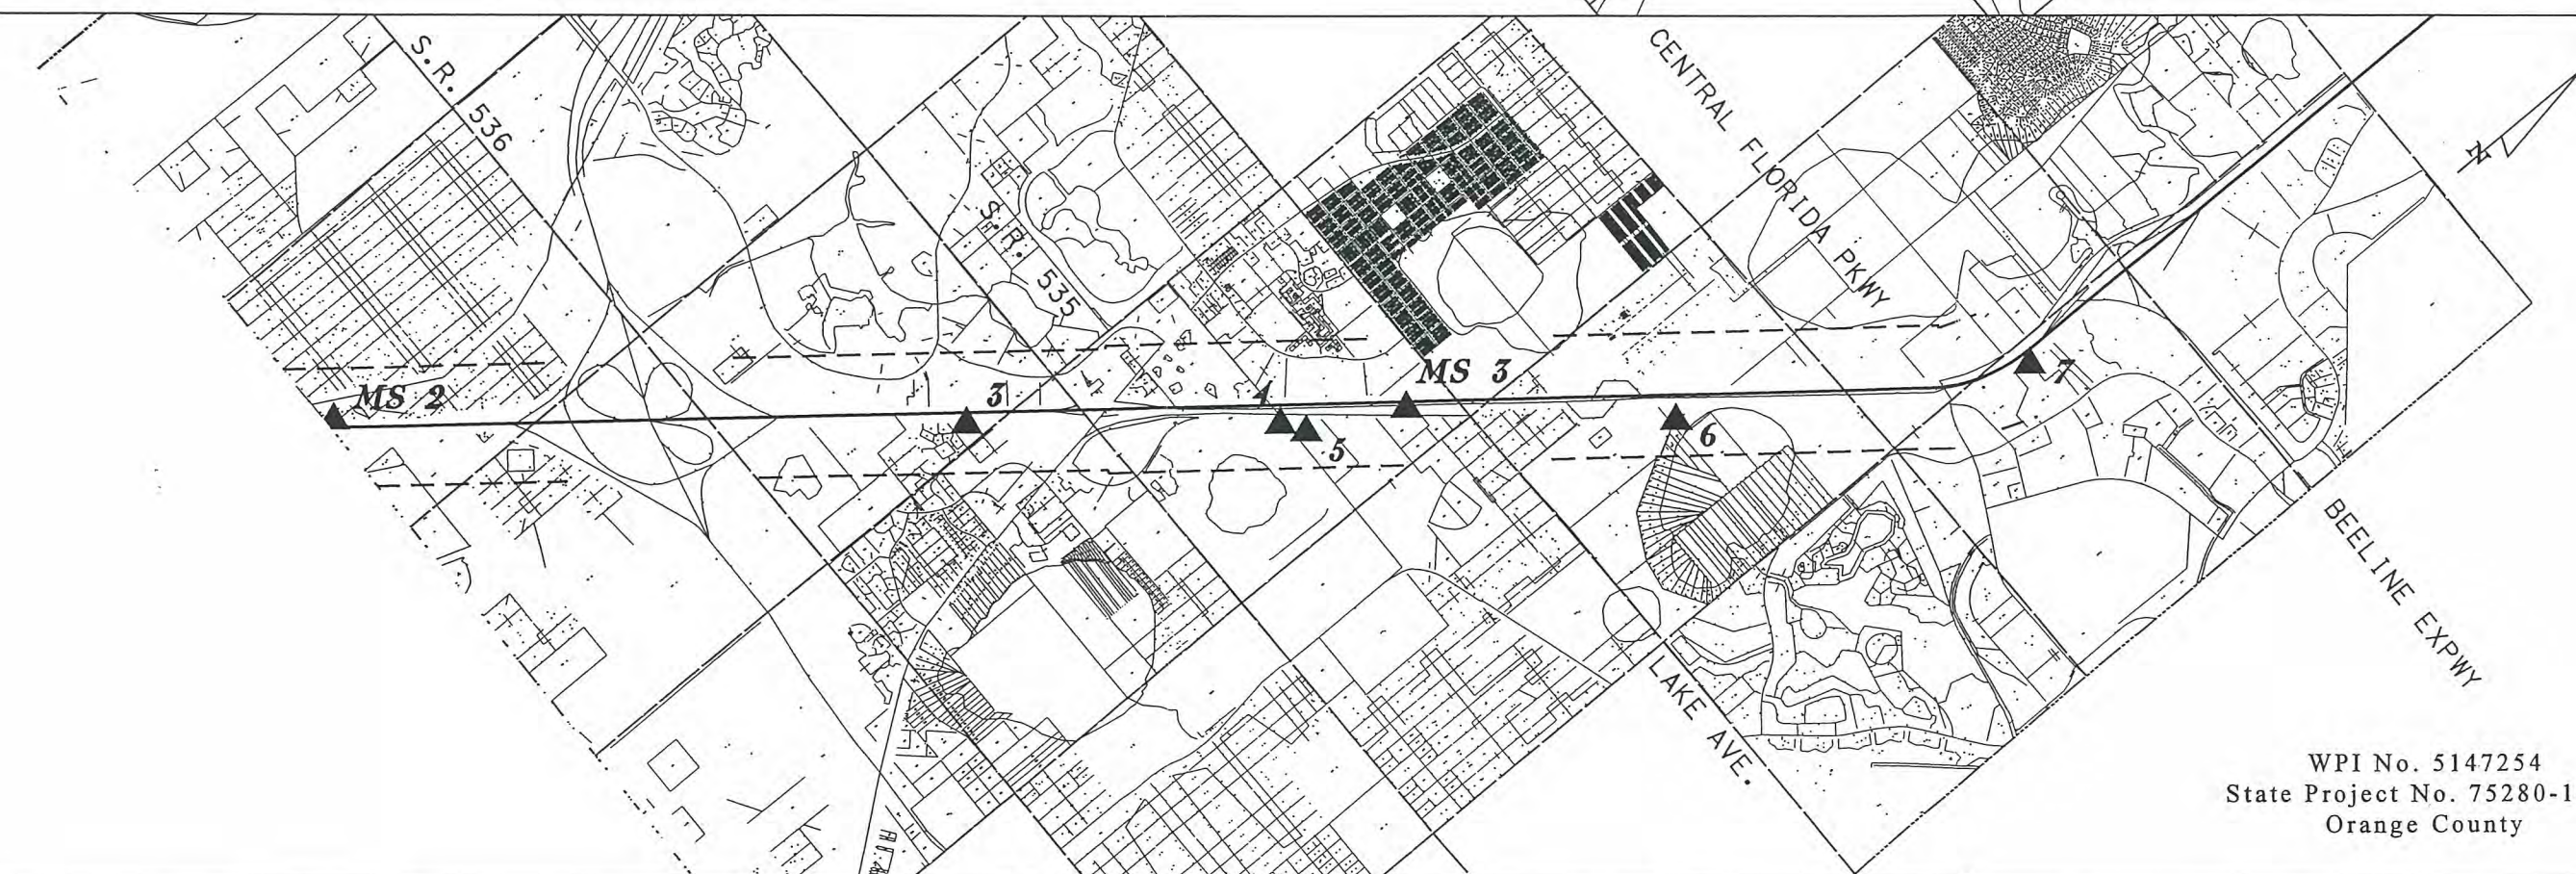 S.R. 536
CENTRAL FLORIDA PKWY
N
S.R. 535
MS 2
3
4
5
MS 3
6
7
BEELINE EXPWY
LAKE AVE.
WPI No. 5147254
State Project No. 75280-1
Orange County